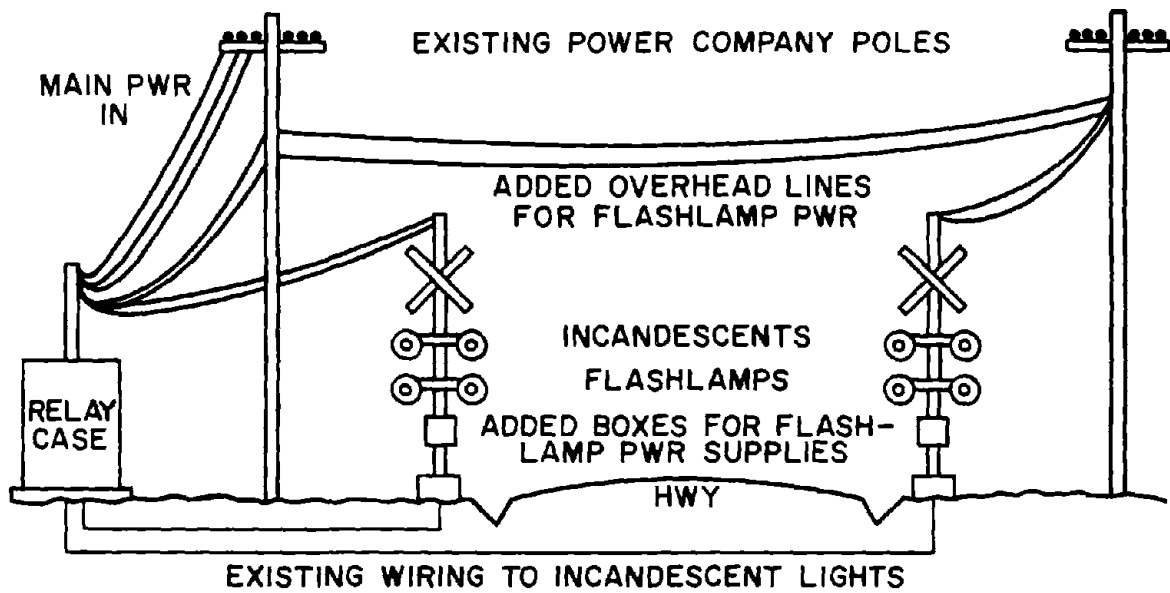 EXISTING POWER COMPANY POLES
MAIN PWR
IN
ADDED OVERHEAD LINES
FOR FLASHLAMP PWR
INCANDESCENTS
FLASHLAMPS
RELAY
CASE
ADDED BOXES FOR FLASH-
LAMP PWR SUPPLIES
HWY
EXISTING WIRING TO INCANDESCENT LIGHTS